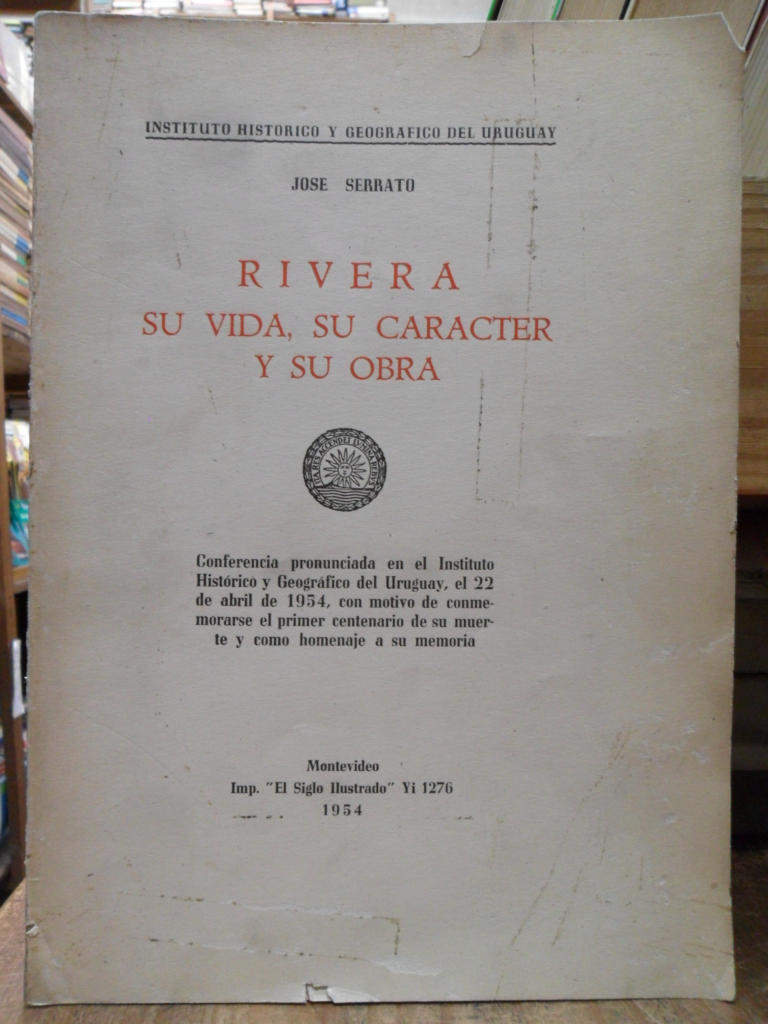 INSTITUTO HISTORICO Y GEOGRAFICO DEL URUGUAY
JOSE SERRATO
RIVERA
SU VIDA, SU CARACTER
Y SU OBRA
Conferencia pronunciada en el Instituto
Histórico y Geográfico del Uruguay, el 22
de abril de 1954, con motivo de conme-
morarse el primer centenario de su muer-
te y como homenaje a su memoria
Montevideo
Imp. "El Siglo Ilustrado" Yi 1276
1954